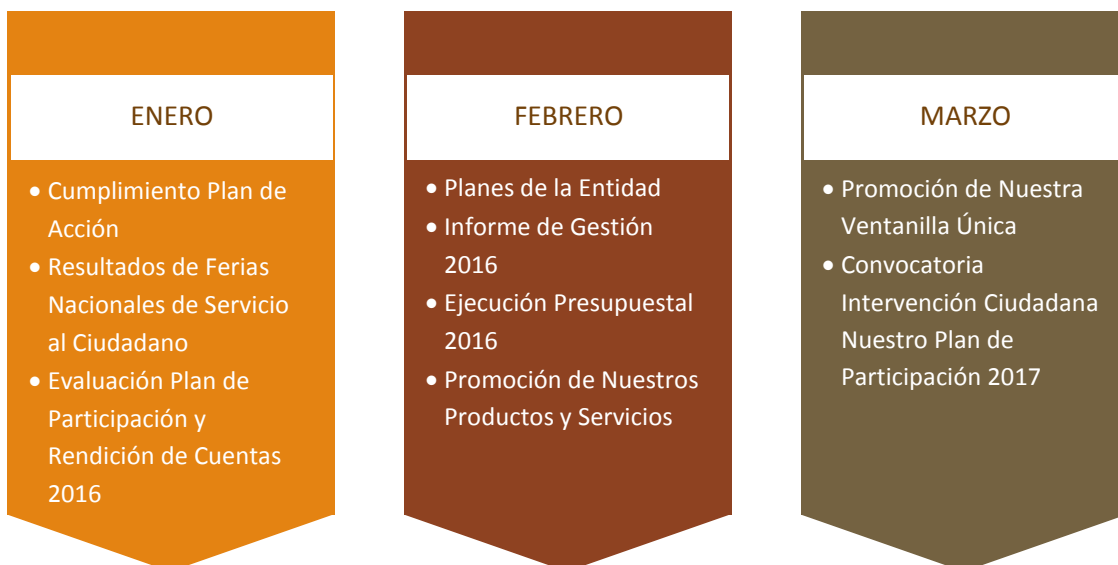 ENERO
• Cumplimiento Plan de
Acción
• Resultados de Ferias
Nacionales de Servicio
al Ciudadano
• Evaluación Plan de
Participación y
Rendición de Cuentas
2016
FEBRERO
• Planes de la Entidad
• Informe de Gestión
2016
• Ejecución Presupuestal
2016
• Promoción de Nuestros
Productos y Servicios
MARZO
• Promoción de Nuestra
Ventanilla Única
• Convocatoria
Intervención Ciudadana
Nuestro Plan de
Participación 2017